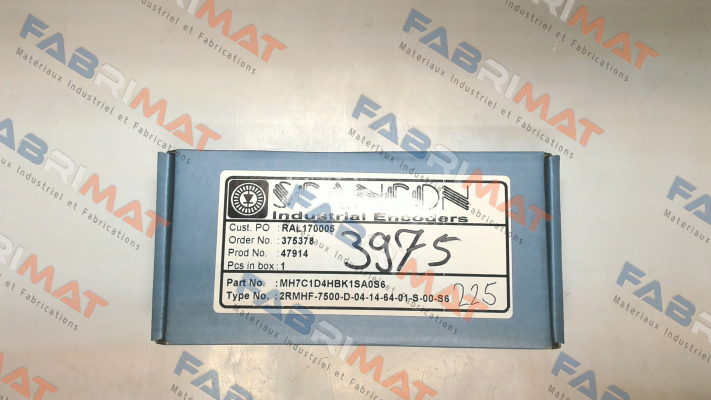 SCANCON
Industrial Encoders
Cust. PO : RAL170005
Order No. : 375378
Prod No. : 47914
Pcs in box : 1
3975
Part No. : MH7C1D4HBK1SA0S6
Type No. : 2RMHF-7500-D-04-14-64-01-S-00-S6
225
FABRIMAT
Matériaux Industriel et Fabrications